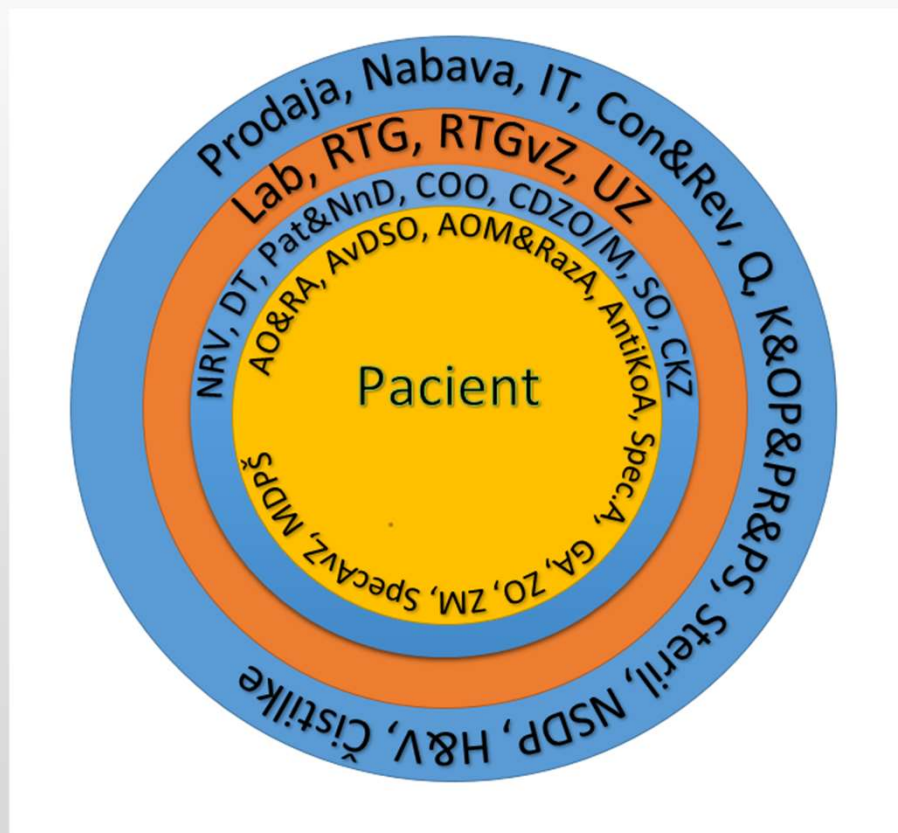 Prodaja, Nabava, IT, Con&Rev, Q, K&OP&PR&PS, Steril, NSDP, H&V, Čistilke
Lab, RTG, RTGvZ, UZ
NRV, DT, Pat&NnD, COO, CDZO/M, SO, CKZ
AO&RA, AvDSO, AOM&RazA, AntiKoA, Spec.A, GA, ZO, ZM, SpecAvZ, MDPŠ
Pacient